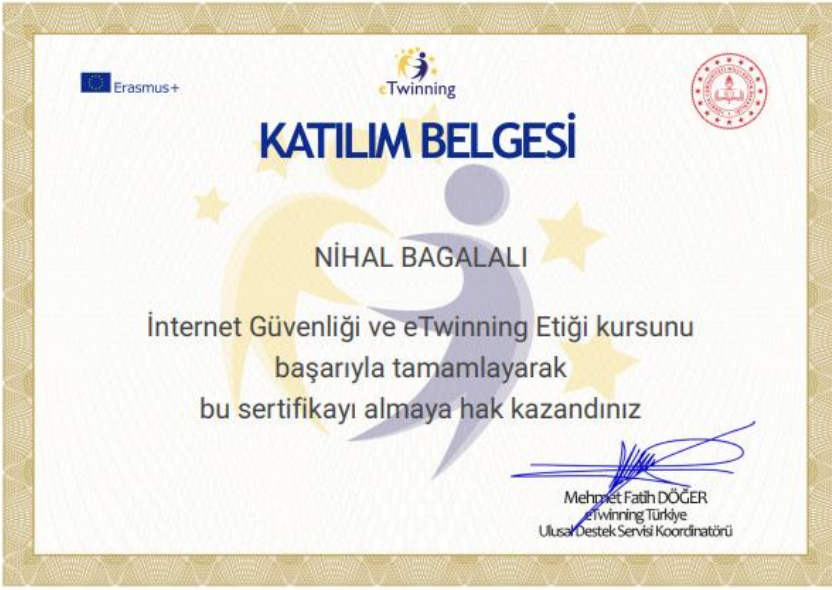 Erasmus+
eTwinning
KATILIM BELGESİ
NİHAL BAGALALI
İnternet Güvenliği ve eTwinning Etiği kursunu
başarıyla tamamlayarak
bu sertifikayı almaya hak kazandınız
Mehmet Fatih DÖĞER
eTwinning Türkiye
Ulusal Destek Servisi Koordinatörü